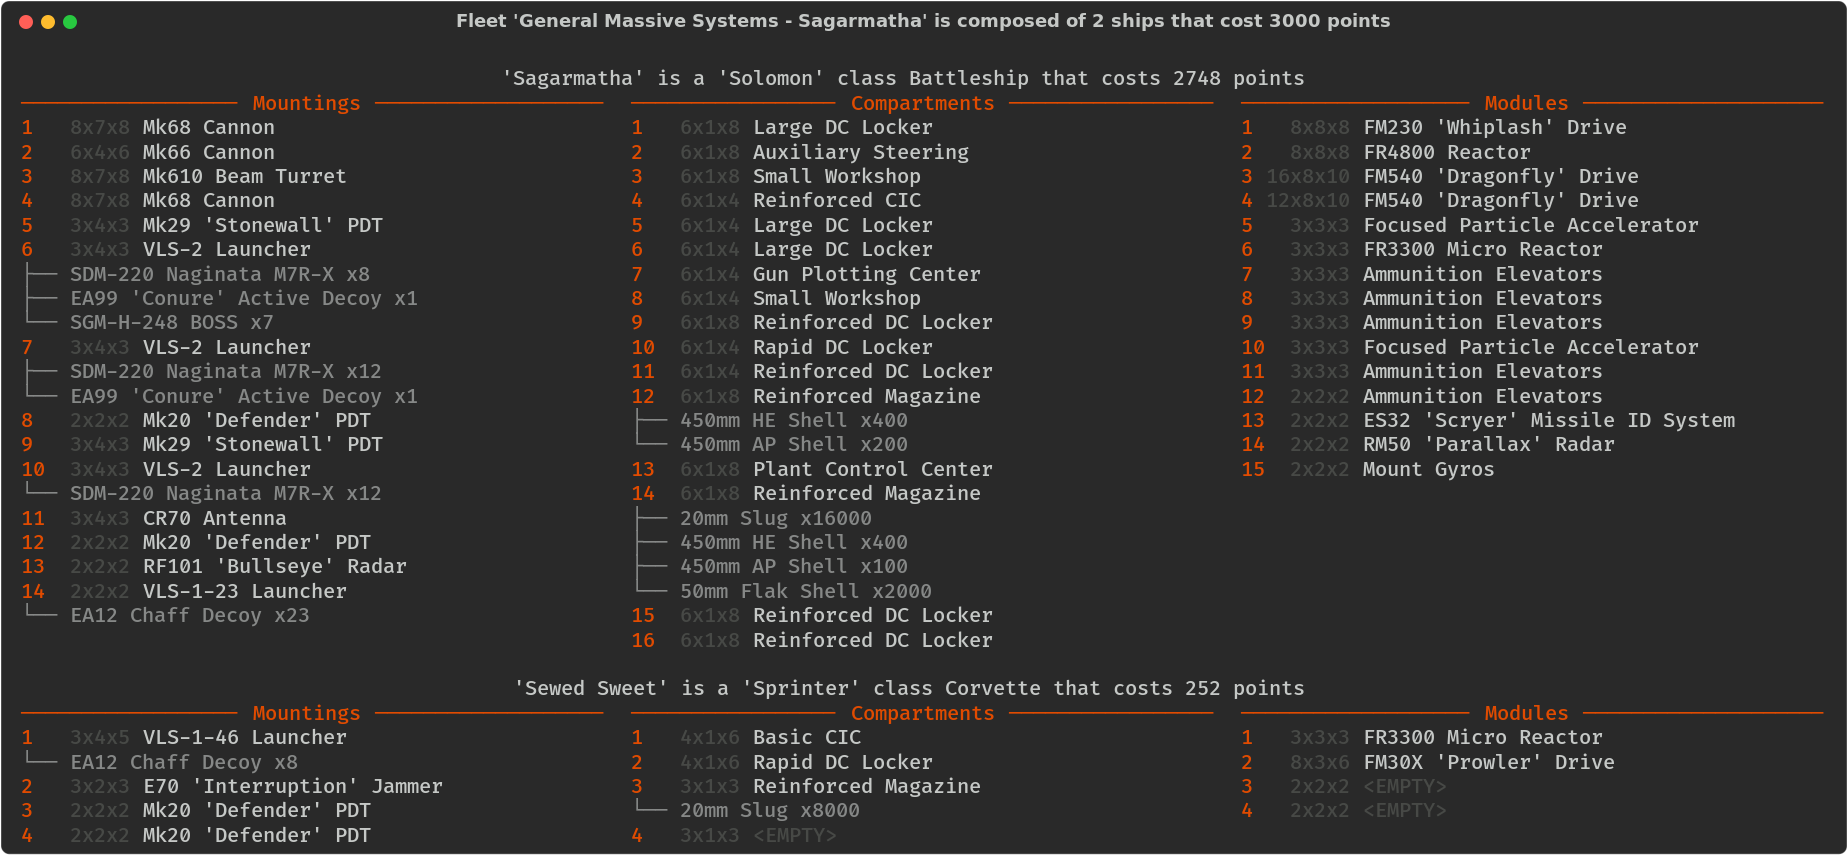 Fleet 'General Massive Systems - Sagarmatha' is composed of 2 ships that cost 3000 points
'Sagarmatha' is a 'Solomon' class Battleship that costs 2748 points
Mountings
1 8x7x8 Mk68 Cannon
2 6x4x6 Mk66 Cannon
3 8x7x8 Mk610 Beam Turret
4 8x7x8 Mk68 Cannon
5 3x4x3 Mk29 'Stonewall' PDT
6 3x4x3 VLS-2 Launcher
SDM-220 Naginata M7R-X x8
EA99 'Conure' Active Decoy x1
SGM-H-248 BOSS x7
7 3x4x3 VLS-2 Launcher
SDM-220 Naginata M7R-X x12
EA99 'Conure' Active Decoy x1
8 2x2x2 Mk20 'Defender' PDT
9 3x4x3 Mk29 'Stonewall' PDT
10 3x4x3 VLS-2 Launcher
SDM-220 Naginata M7R-X x12
11 3x4x3 CR70 Antenna
12 2x2x2 Mk20 'Defender' PDT
13 2x2x2 RF101 'Bullseye' Radar
14 2x2x2 VLS-1-23 Launcher
EA12 Chaff Decoy x23
Compartments
1 6x1x8 Large DC Locker
2 6x1x8 Auxiliary Steering
3 6x1x8 Small Workshop
4 6x1x4 Reinforced CIC
5 6x1x4 Large DC Locker
6 6x1x4 Large DC Locker
7 6x1x4 Gun Plotting Center
8 6x1x4 Small Workshop
9 6x1x8 Reinforced DC Locker
10 6x1x4 Rapid DC Locker
11 6x1x4 Reinforced DC Locker
12 6x1x8 Reinforced Magazine
450mm HE Shell x400
450mm AP Shell x200
13 6x1x8 Plant Control Center
14 6x1x8 Reinforced Magazine
20mm Slug x16000
450mm HE Shell x400
450mm AP Shell x100
50mm Flak Shell x2000
15 6x1x8 Reinforced DC Locker
16 6x1x8 Reinforced DC Locker
Modules
1 8x8x8 FM230 'Whiplash' Drive
2 8x8x8 FR4800 Reactor
3 16x8x10 FM540 'Dragonfly' Drive
4 12x8x10 FM540 'Dragonfly' Drive
5 3x3x3 Focused Particle Accelerator
6 3x3x3 FR3300 Micro Reactor
7 3x3x3 Ammunition Elevators
8 3x3x3 Ammunition Elevators
9 3x3x3 Ammunition Elevators
10 3x3x3 Focused Particle Accelerator
11 3x3x3 Ammunition Elevators
12 2x2x2 Ammunition Elevators
13 2x2x2 ES32 'Scryer' Missile ID System
14 2x2x2 RM50 'Parallax' Radar
15 2x2x2 Mount Gyros
'Sewed Sweet' is a 'Sprinter' class Corvette that costs 252 points
Mountings
1 3x4x5 VLS-1-46 Launcher
EA12 Chaff Decoy x8
2 3x2x3 E70 'Interruption' Jammer
3 2x2x2 Mk20 'Defender' PDT
4 2x2x2 Mk20 'Defender' PDT
Compartments
1 4x1x6 Basic CIC
2 4x1x6 Rapid DC Locker
3 3x1x3 Reinforced Magazine
20mm Slug x8000
4 3x1x3 <EMPTY>
Modules
1 3x3x3 FR3300 Micro Reactor
2 8x3x6 FM30X 'Prowler' Drive
3 2x2x2 <EMPTY>
4 2x2x2 <EMPTY>